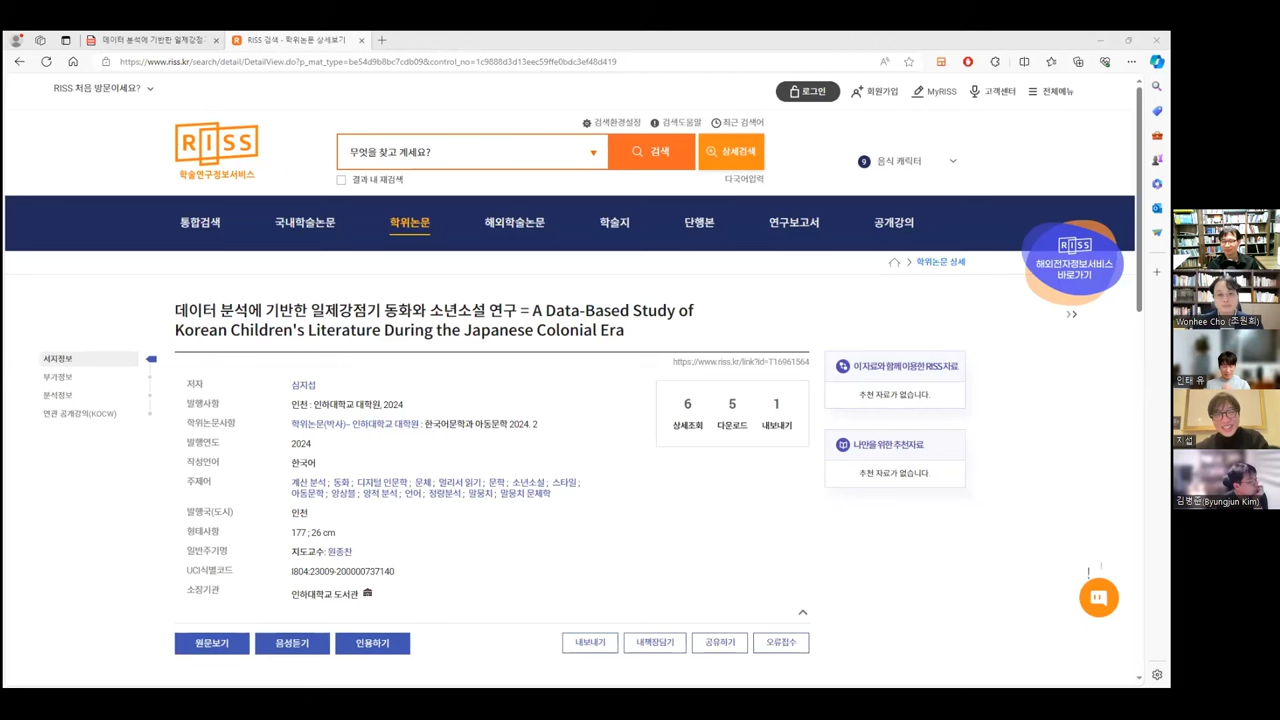 데이터 분석에 기반한 일제강점기
RISS 검색 - 학위논문 상세보기
https://www.riss.kr/search/detail/DetailView.do?p_mat_type=be54d9b8bc7cdb09&control_no=1c9888d3d13eec59ffe0bdc3ef48d419
RISS 처음 방문이세요?
로그인
회원가입
MyRISS
고객센터
전체메뉴
RISS
학술연구정보서비스
검색환경설정
검색도움말
최근 검색어
무엇을 찾고 계세요?
검색
상세검색
결과 내 재검색
다국어입력
9 음식 캐릭터
통합검색
국내학술논문
학위논문
해외학술논문
학술지
단행본
연구보고서
공개강의
RISS
해외전자정보서비스
바로가기
학위논문 상세
데이터 분석에 기반한 일제강점기 동화와 소년소설 연구 = A Data-Based Study of
Korean Children's Literature During the Japanese Colonial Era
https://www.riss.kr/link?id=T16961564
서지정보
부가정보
분석정보
연관 공개강의(KOCW)
저자 심지섭
발행사항 인천 : 인하대학교 대학원, 2024
학위논문사항 학위논문(박사)-- 인하대학교 대학원 : 한국어문학과 아동문학 2024. 2
발행연도 2024
작성언어 한국어
주제어 계산 분석 ; 동화 ; 디지털 인문학 ; 문체 ; 멀리서 읽기 ; 문학 ; 소년소설 ; 스타일 ;
아동문학 ; 앙상블 ; 양적 분석 ; 언어 ; 정량분석 ; 말뭉치 ; 말뭉치 문체학
발행국(도시) 인천
형태사항 177 ; 26 cm
일반주기명 지도교수: 원종찬
UCI식별코드 I804:23009-200000737140
소장기관 인하대학교 도서관
6
상세조회
5
다운로드
1
내보내기
이 자료와 함께 이용한 RISS 자료
추천 자료가 없습니다.
나만을 위한 추천자료
추천 자료가 없습니다.
원문보기
음성듣기
인용하기
내보내기
내책장담기
공유하기
오류접수
Wonhee Cho (조원희)
인태 유
지섭
김병준(Byungjun Kim)